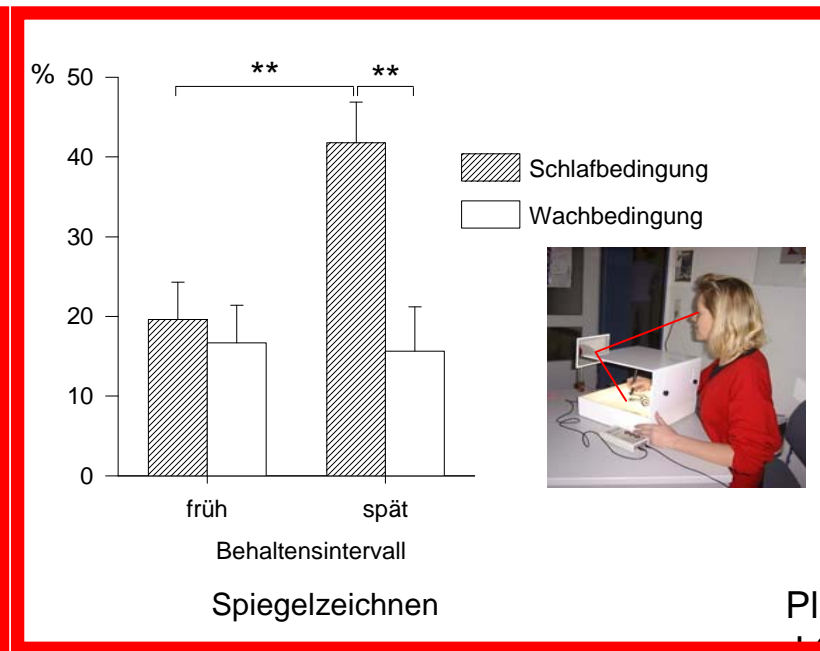 % 50
**
**
40
30
20
10
0
Schlafbedingung
Wachbedingung
früh
spät
Behaltensintervall
Spiegelzeichnen
Pl